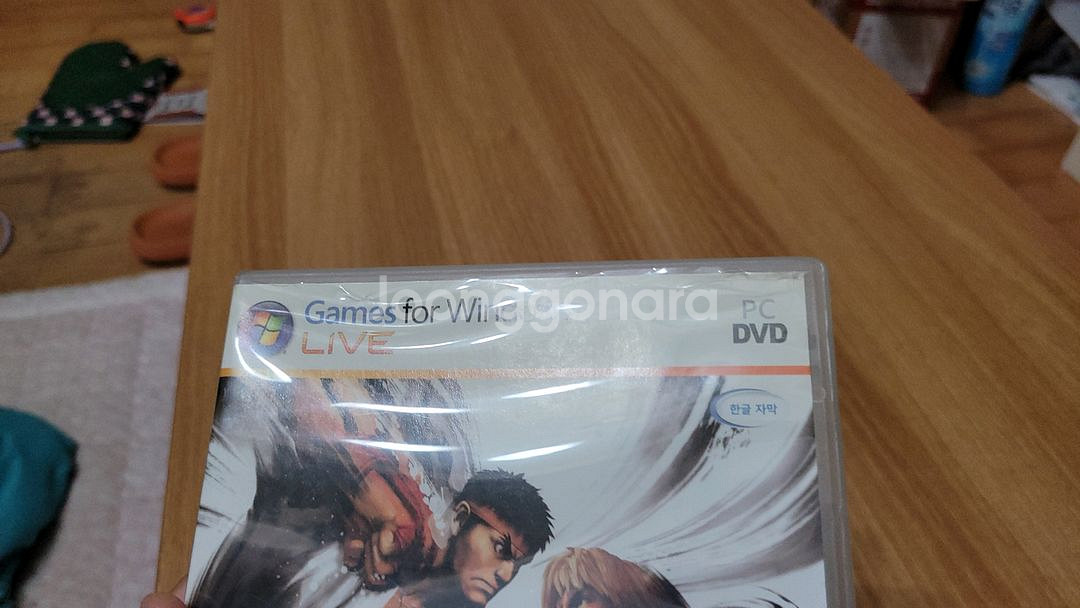 Games for Win
LIVE
PC
DVD
한글 자막
joonggonara